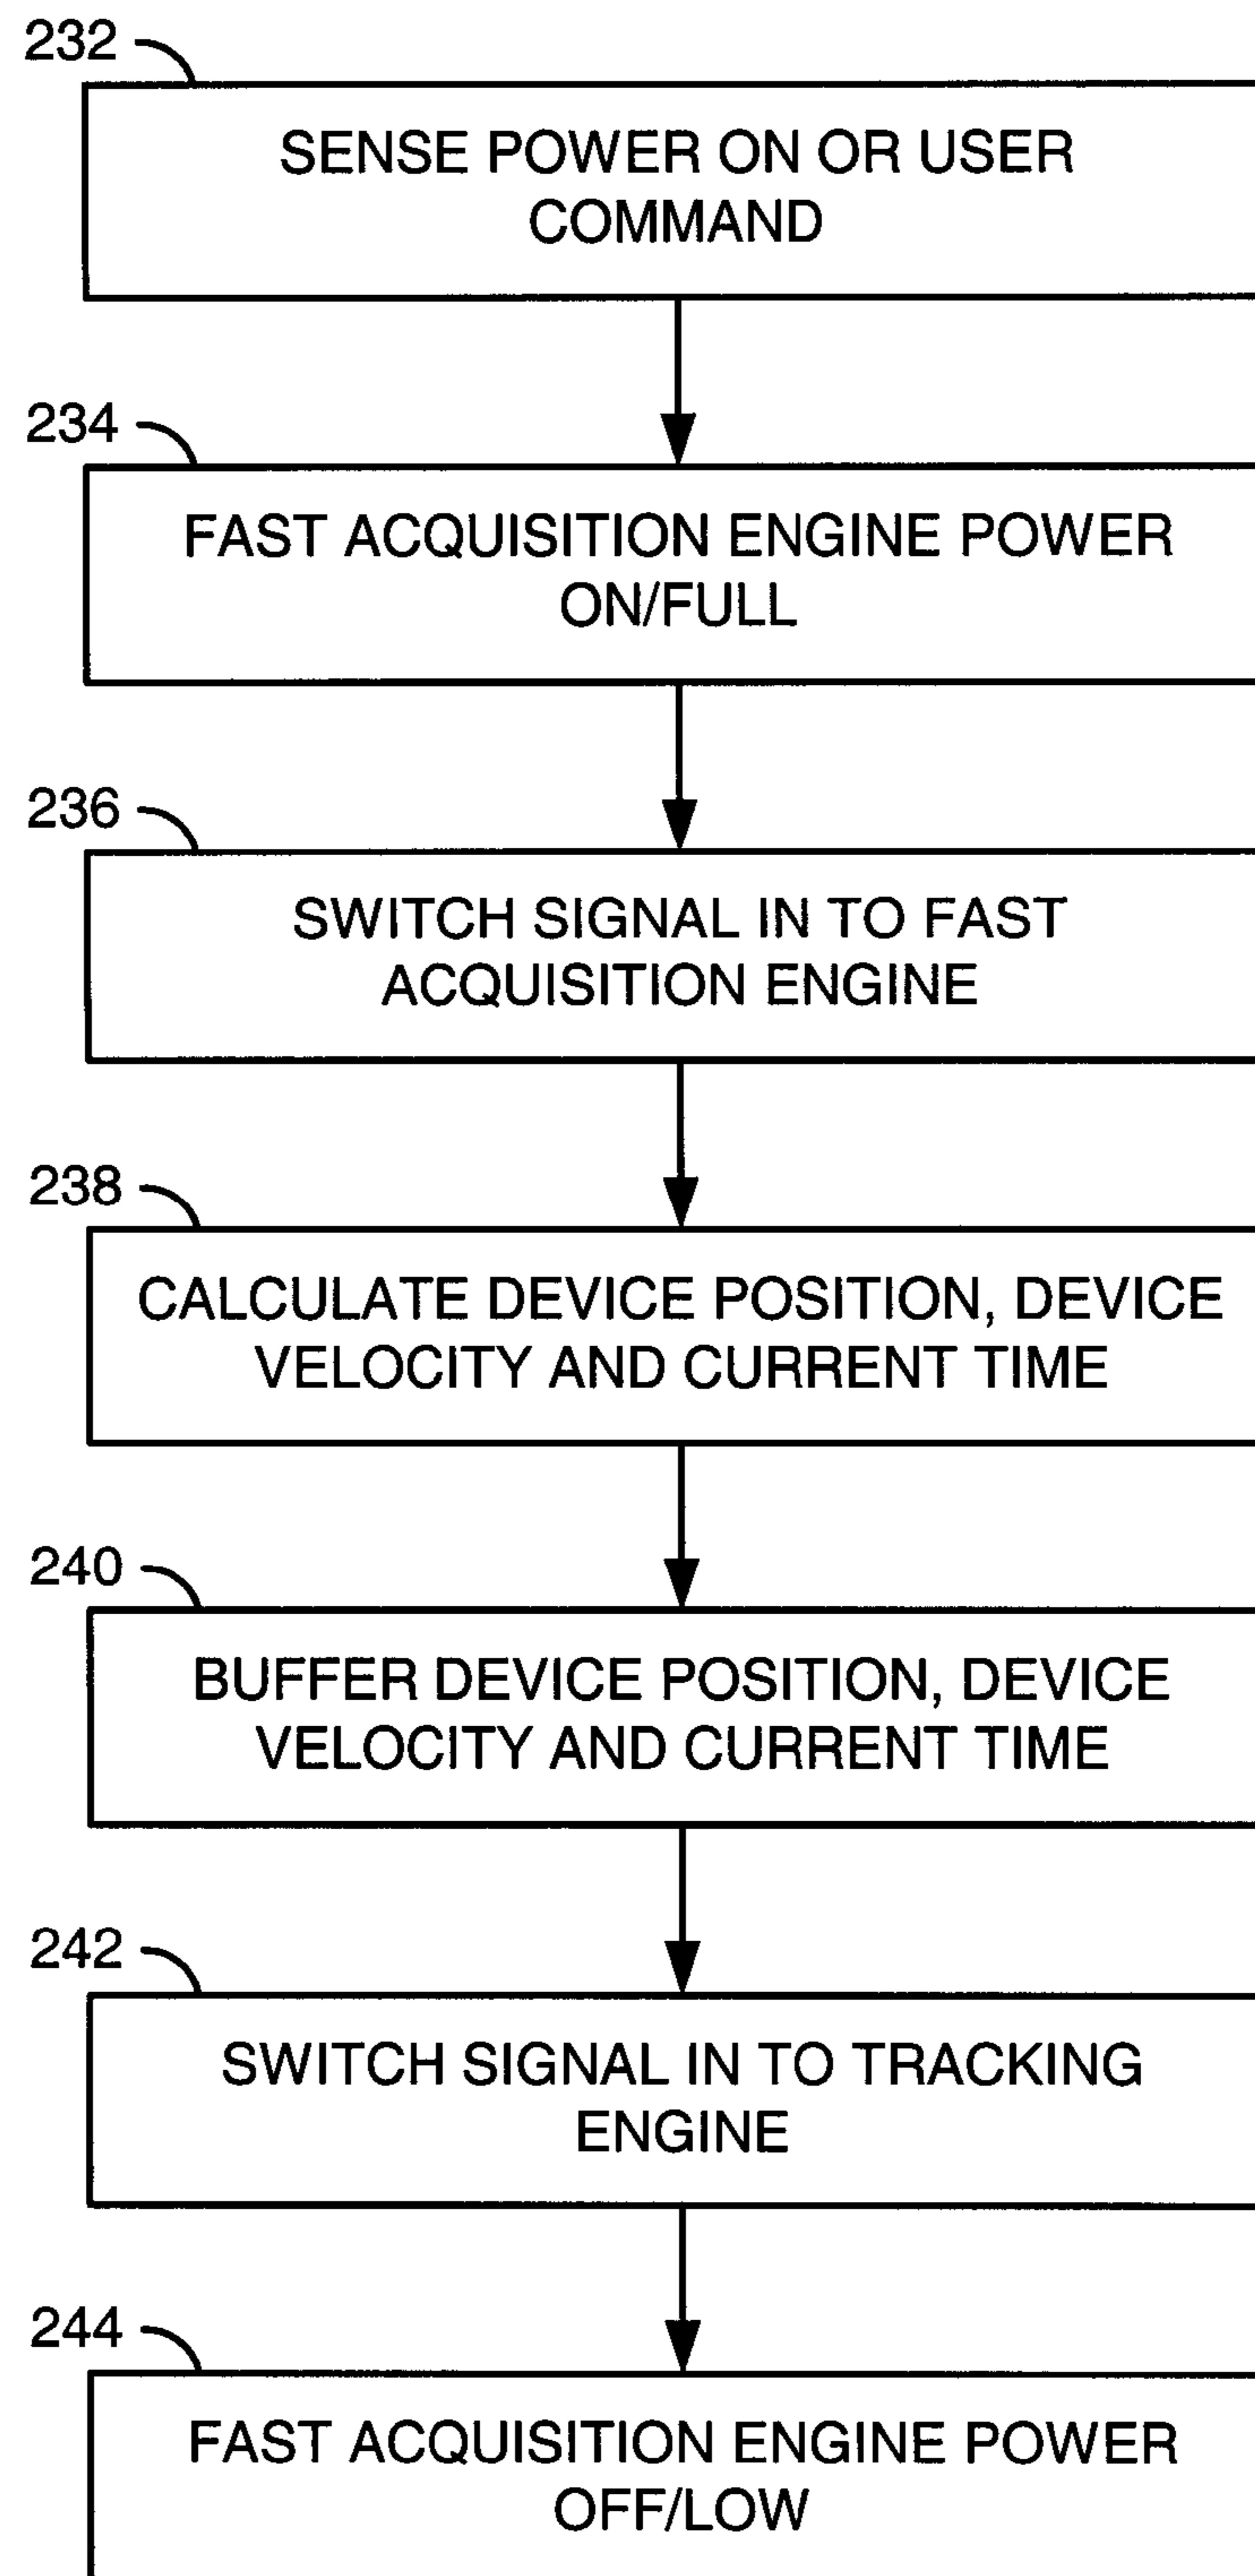 232
SENSE POWER ON OR USER
COMMAND
234
FAST ACQUISITION ENGINE POWER
ON/FULL
236
SWITCH SIGNAL IN TO FAST
ACQUISITION ENGINE
238
CALCULATE DEVICE POSITION, DEVICE
VELOCITY AND CURRENT TIME
240
BUFFER DEVICE POSITION, DEVICE
VELOCITY AND CURRENT TIME
242
SWITCH SIGNAL IN TO TRACKING
ENGINE
244
FAST ACQUISITION ENGINE POWER
OFF/LOW